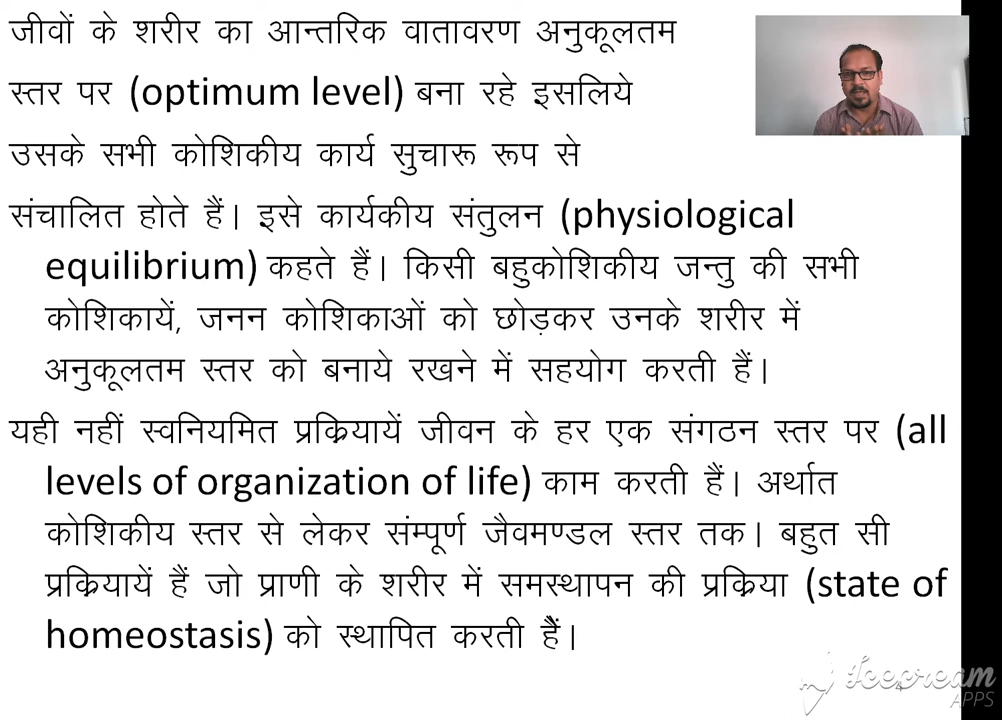 जीवों के शरीर का आन्तरिक वातावरण अनुकूलतम
स्तर पर (optimum level) बना रहे इसलिये
उसके सभी कोशिकीय कार्य सुचारू रूप से
संचालित होते हैं। इसे कार्यकीय संतुलन (physiological
equilibrium) कहते हैं। किसी बहुकोशिकीय जन्तु की सभी
कोशिकायें, जनन कोशिकाओं को छोड़कर उनके शरीर में
अनुकूलतम स्तर को बनाये रखने में सहयोग करती हैं।
यही नहीं स्वनियमित प्रक्रियायें जीवन के हर एक संगठन स्तर पर (all
levels of organization of life) काम करती हैं। अर्थात
कोशिकीय स्तर से लेकर संम्पूर्ण जैवमण्डल स्तर तक। बहुत सी
प्रक्रियायें हैं जो प्राणी के शरीर में समस्थापन की प्रक्रिया (state of
homeostasis) को स्थापित करती हैं।
4
Icecream
APPS